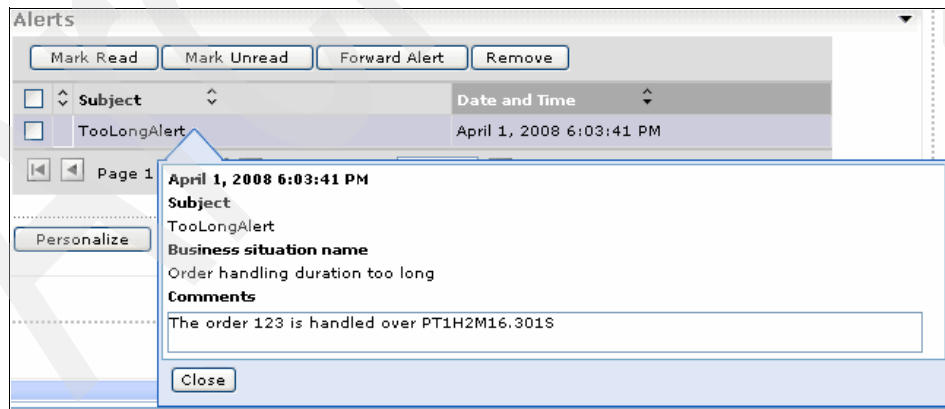 Alerts
Mark Read Mark Unread Forward Alert Remove
Subject Date and Time
TooLongAlert April 1, 2008 6:03:41 PM
Page 1
April 1, 2008 6:03:41 PM
Subject
TooLongAlert
Personalize
Business situation name
Order handling duration too long
Comments
The order 123 is handled over PT1H2M16.301S
Close